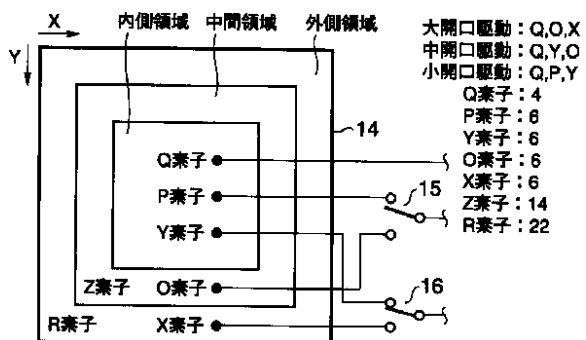 X
内側領域
中間領域
外側領域
Y
大開口駆動：Q,O,X
中開口駆動：Q,Y,O
小開口駆動：Q,P,Y
Q素子：4
P素子：6
Y素子：6
O素子：6
X素子：6
Z素子：14
R素子：22
14
Q素子
P素子
15
Y素子
Z素子
O素子
16
R素子
X素子